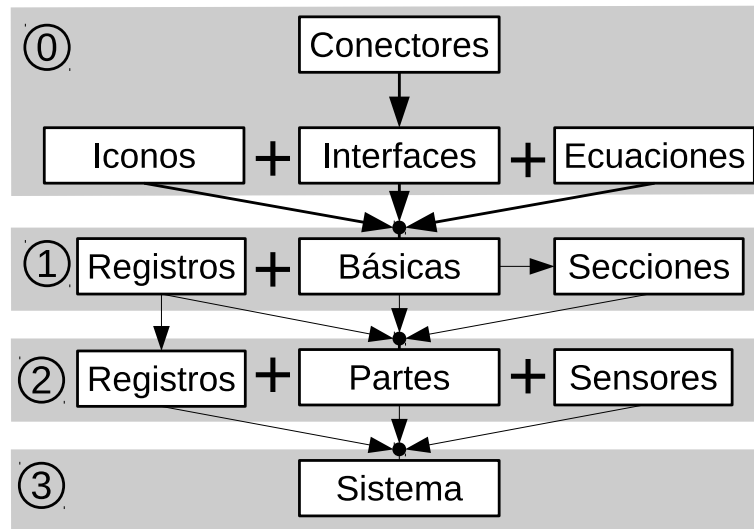 0
Conectores
Iconos + Interfaces + Ecuaciones
1
Registros + Básicas Secciones
2
Registros + Partes + Sensores
3
Sistema